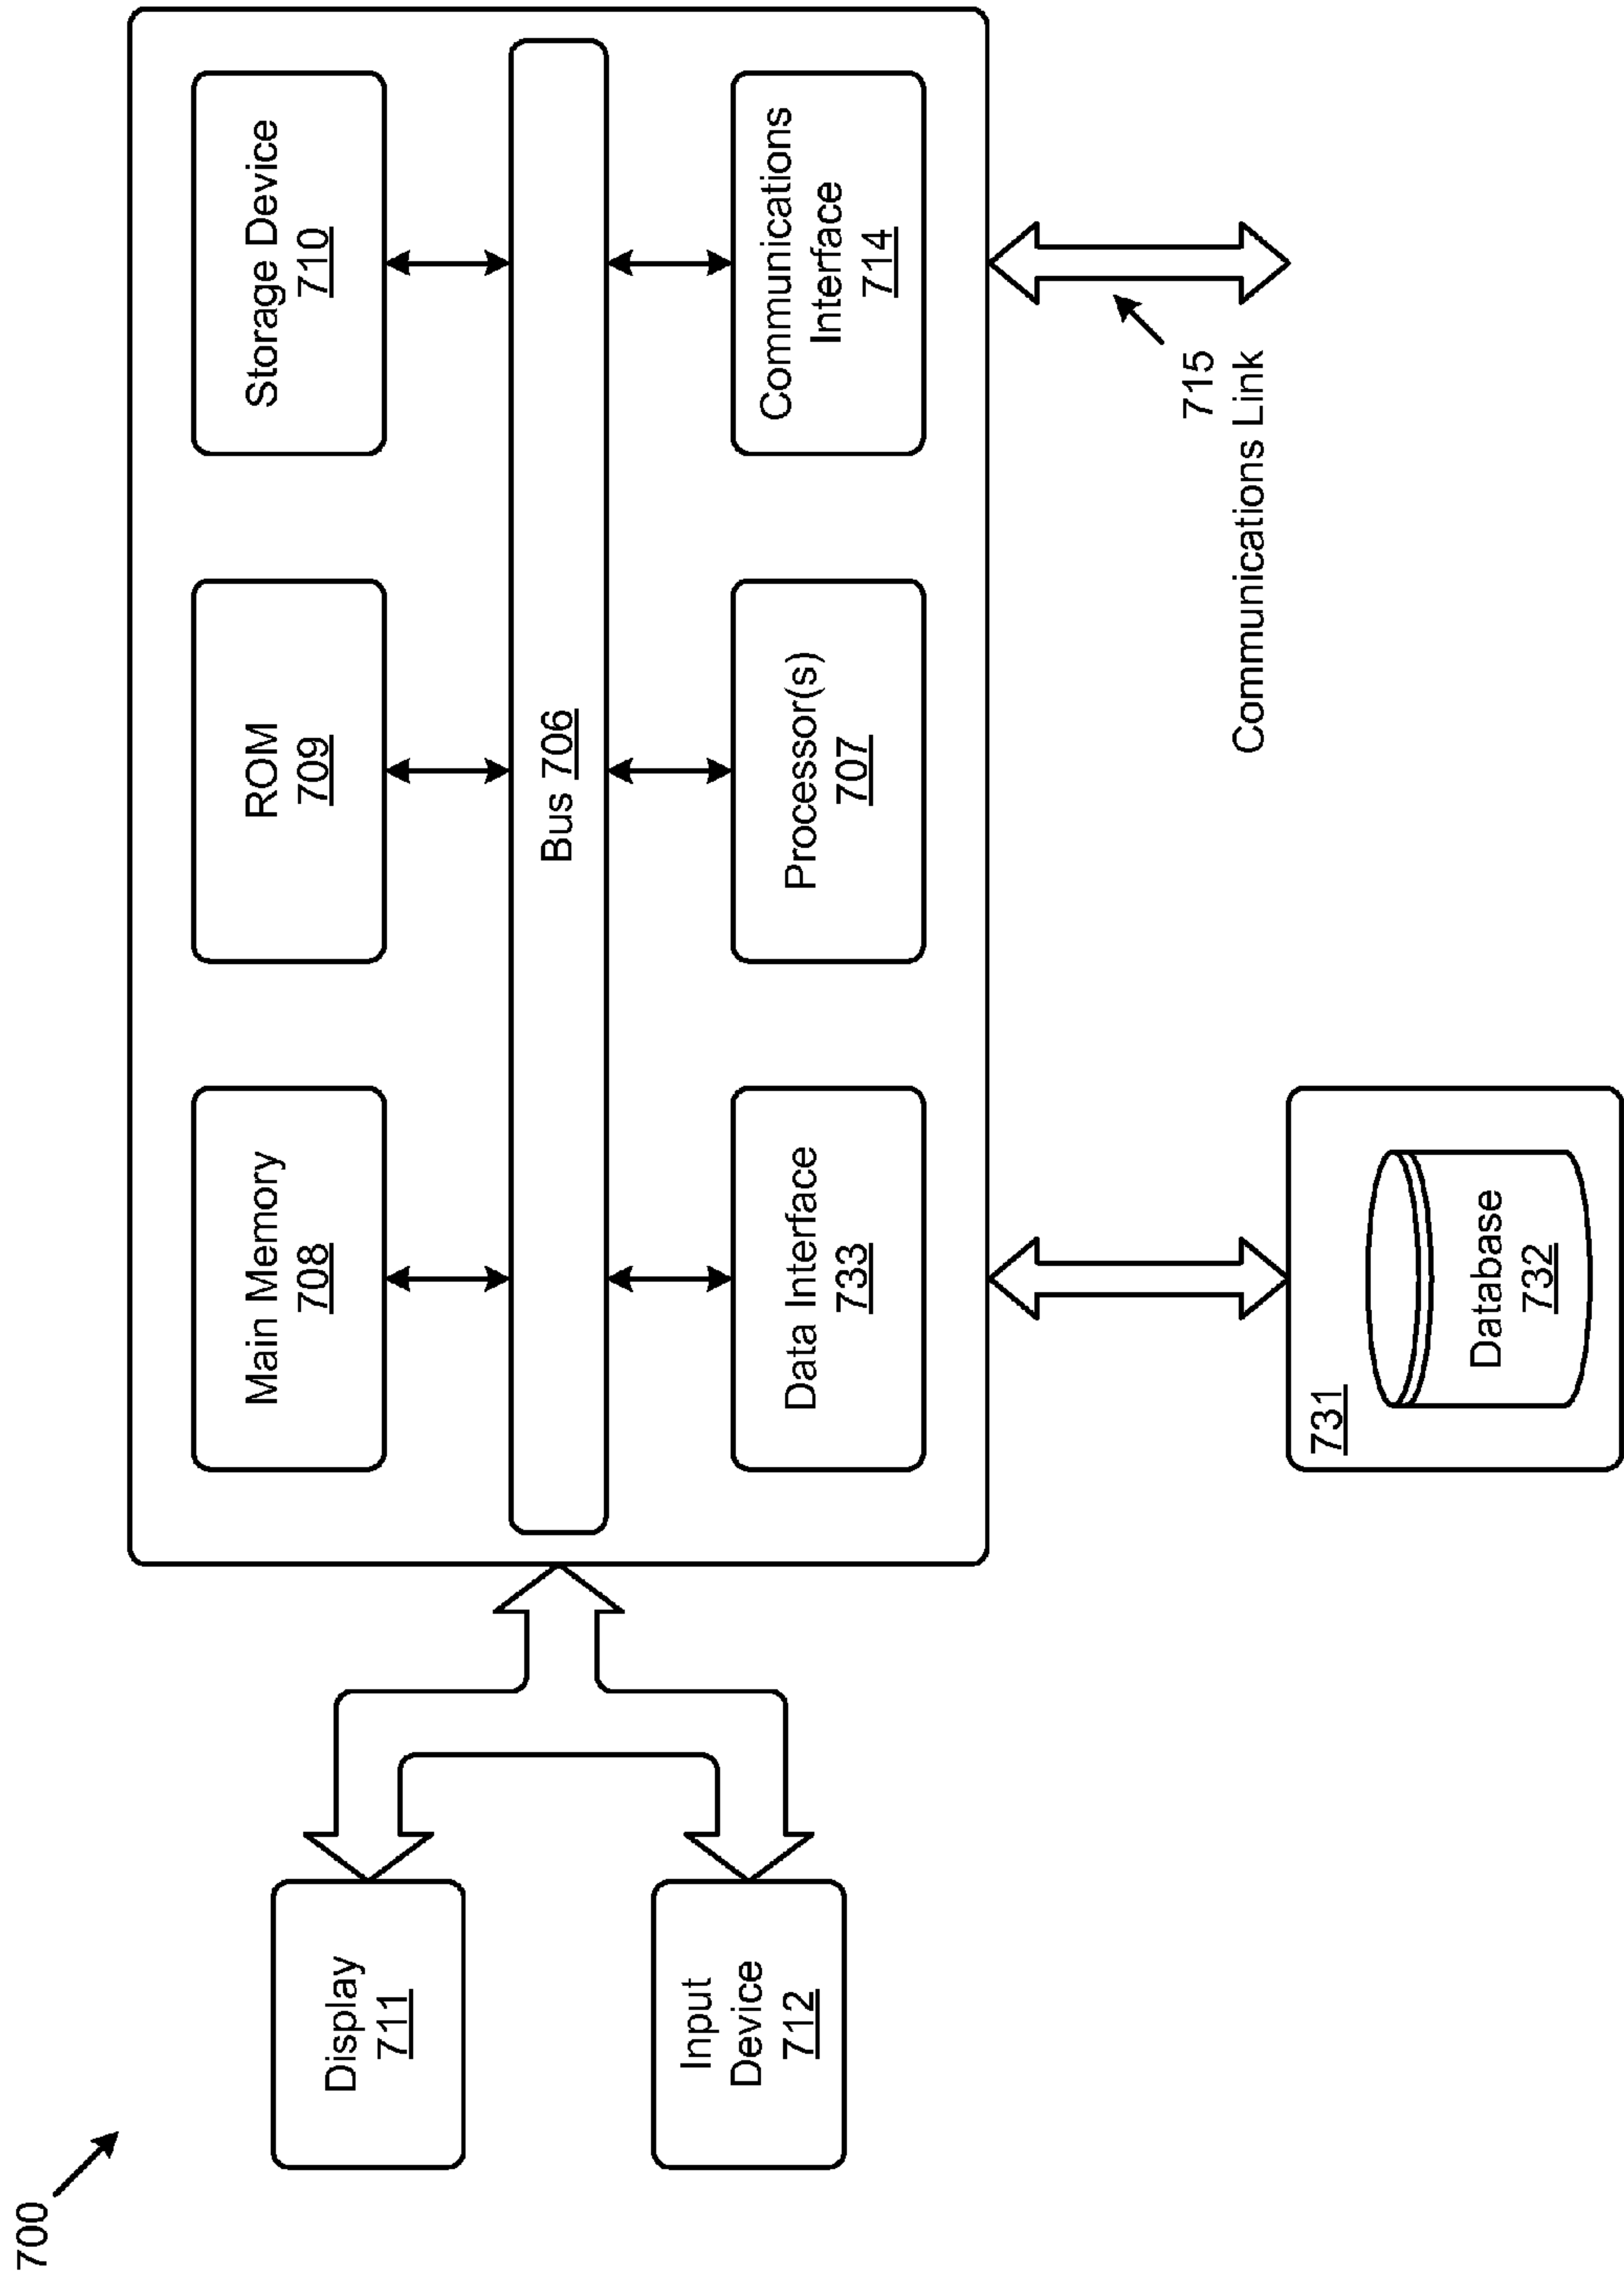 700
Display
711
Input
Device
712
Main Memory
708
ROM
709
Storage Device
710
Bus 706
Data Interface
733
Processor(s)
707
Communications
Interface
714
715
Communications Link
731
Database
732